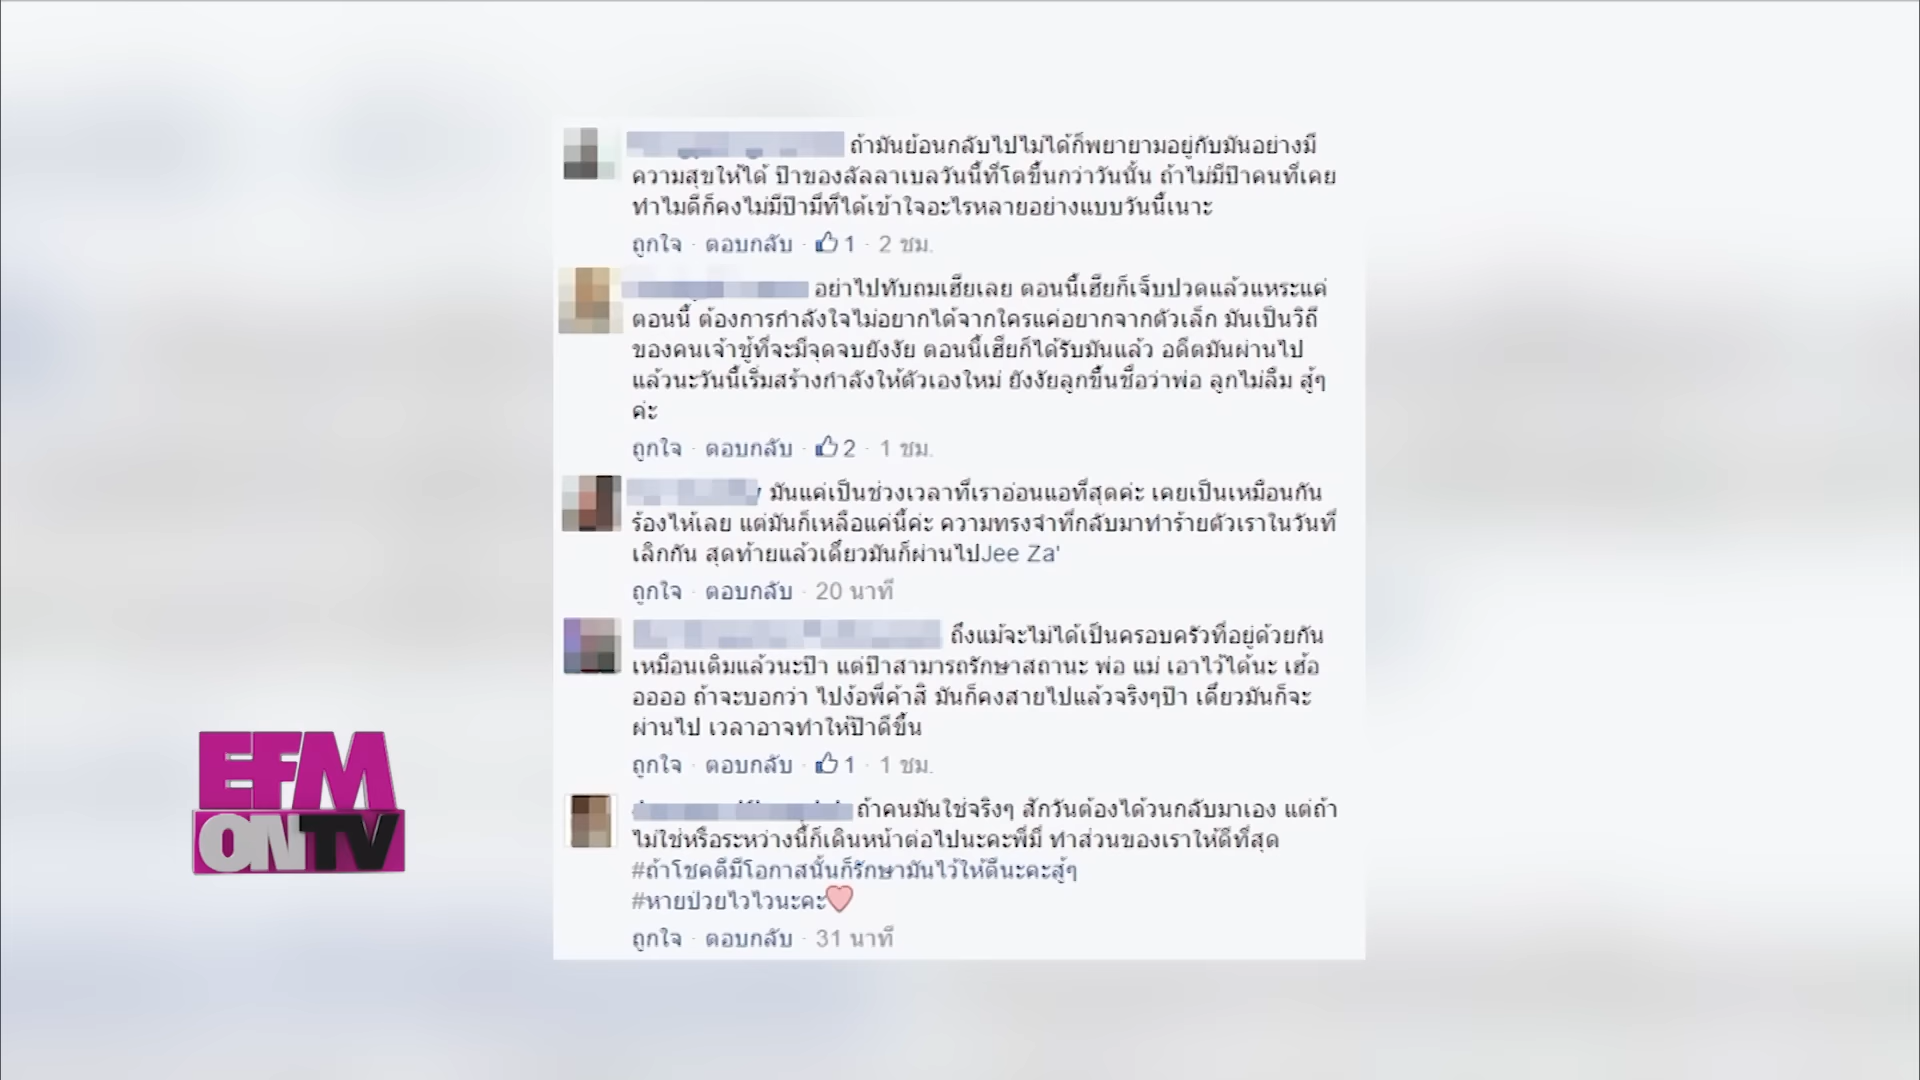 ถ้ามันย้อนกลับไปไม่ได้ก็พยายามอยู่กับมันอย่างมี
ความสุขให้ได้ ป๊าของลัลลาเบลวันนี้ที่โตขึ้นกว่าวันนั้น ถ้าไม่มีป๊าคนที่เคย
ทำไมดีก็คงไม่มีป๊ามี่ที่ได้เข้าใจอะไรหลายอย่างแบบวันนี้เนาะ
ถูกใจ · ตอบกลับ · 1 · 2 ชม.
อย่าไปทับถมเฮียเลย ตอนนี้เฮียก็เจ็บปวดแล้วแหระแค่
ตอนนี้ ต้องการกำลังใจไม่อยากได้จากใครแค่อยากจากตัวเล็ก มันเป็นวิถี
ของคนเจ้าชู้ที่จะมีจุดจบยังงัย ตอนนี้เฮียก็ได้รับมันแล้ว อดีตมันผ่านไป
แล้วนะวันนี้เริ่มสร้างกำลังให้ตัวเองใหม่ ยังงัยลูกขึ้นชื่อว่าพ่อ ลูกไม่ลืม สู้ๆ
ค่ะ
ถูกใจ · ตอบกลับ · 2 · 1 ชม.
มันแค่เป็นช่วงเวลาที่เราอ่อนแอที่สุดค่ะ เคยเป็นเหมือนกัน
ร้องไห้เลย แต่มันก็เหลือแค่นี้ค่ะ ความทรงจำที่กลับมาทำร้ายตัวเราในวันที่
เลิกกัน สุดท้ายแล้วเดี๋ยวมันก็ผ่านไปJee Za'
ถูกใจ · ตอบกลับ · 20 นาที
ถึงแม้จะไม่ได้เป็นครอบครัวที่อยู่ด้วยกัน
เหมือนเดิมแล้วนะป๊า แต่ป๊าสามารถรักษาสถานะ พ่อ แม่ เอาไว้ได้นะ เฮ้อ
ออออ ถ้าจะบอกว่า ไปง้อพี่ค้าสิ มันก็คงสายไปแล้วจริงๆป๊า เดี๋ยวมันก็จะ
ผ่านไป เวลาอาจทำให้ป๊าดีขึ้น
ถูกใจ · ตอบกลับ · 1 · 1 ชม.
ถ้าคนมันใช่จริงๆ สักวันต้องได้วนกลับมาเอง แต่ถ้า
ไม่ใช่หรือระหว่างนี้ก็เดินหน้าต่อไปนะคะพี่มี่ ทำส่วนของเราให้ดีที่สุด
#ถ้าโชคดีมีโอกาสนั้นก็รักษามันไว้ให้ดีนะคะสู้ๆ
#หายป่วยไวไวนะคะ
ถูกใจ · ตอบกลับ · 31 นาที
EFM
ONTV